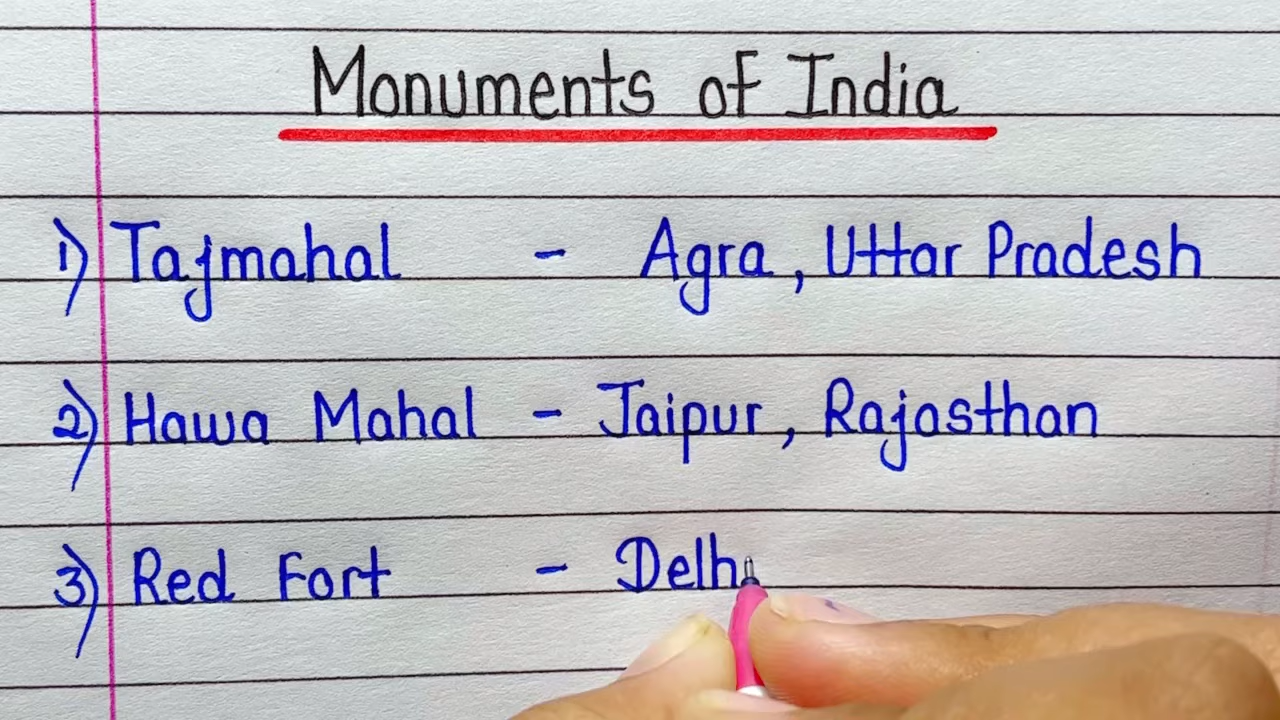 Monuments of India
1) Tajmahal - Agra, Uttar Pradesh
2) Hawa Mahal - Jaipur, Rajasthan
3) Red Fort - Delh